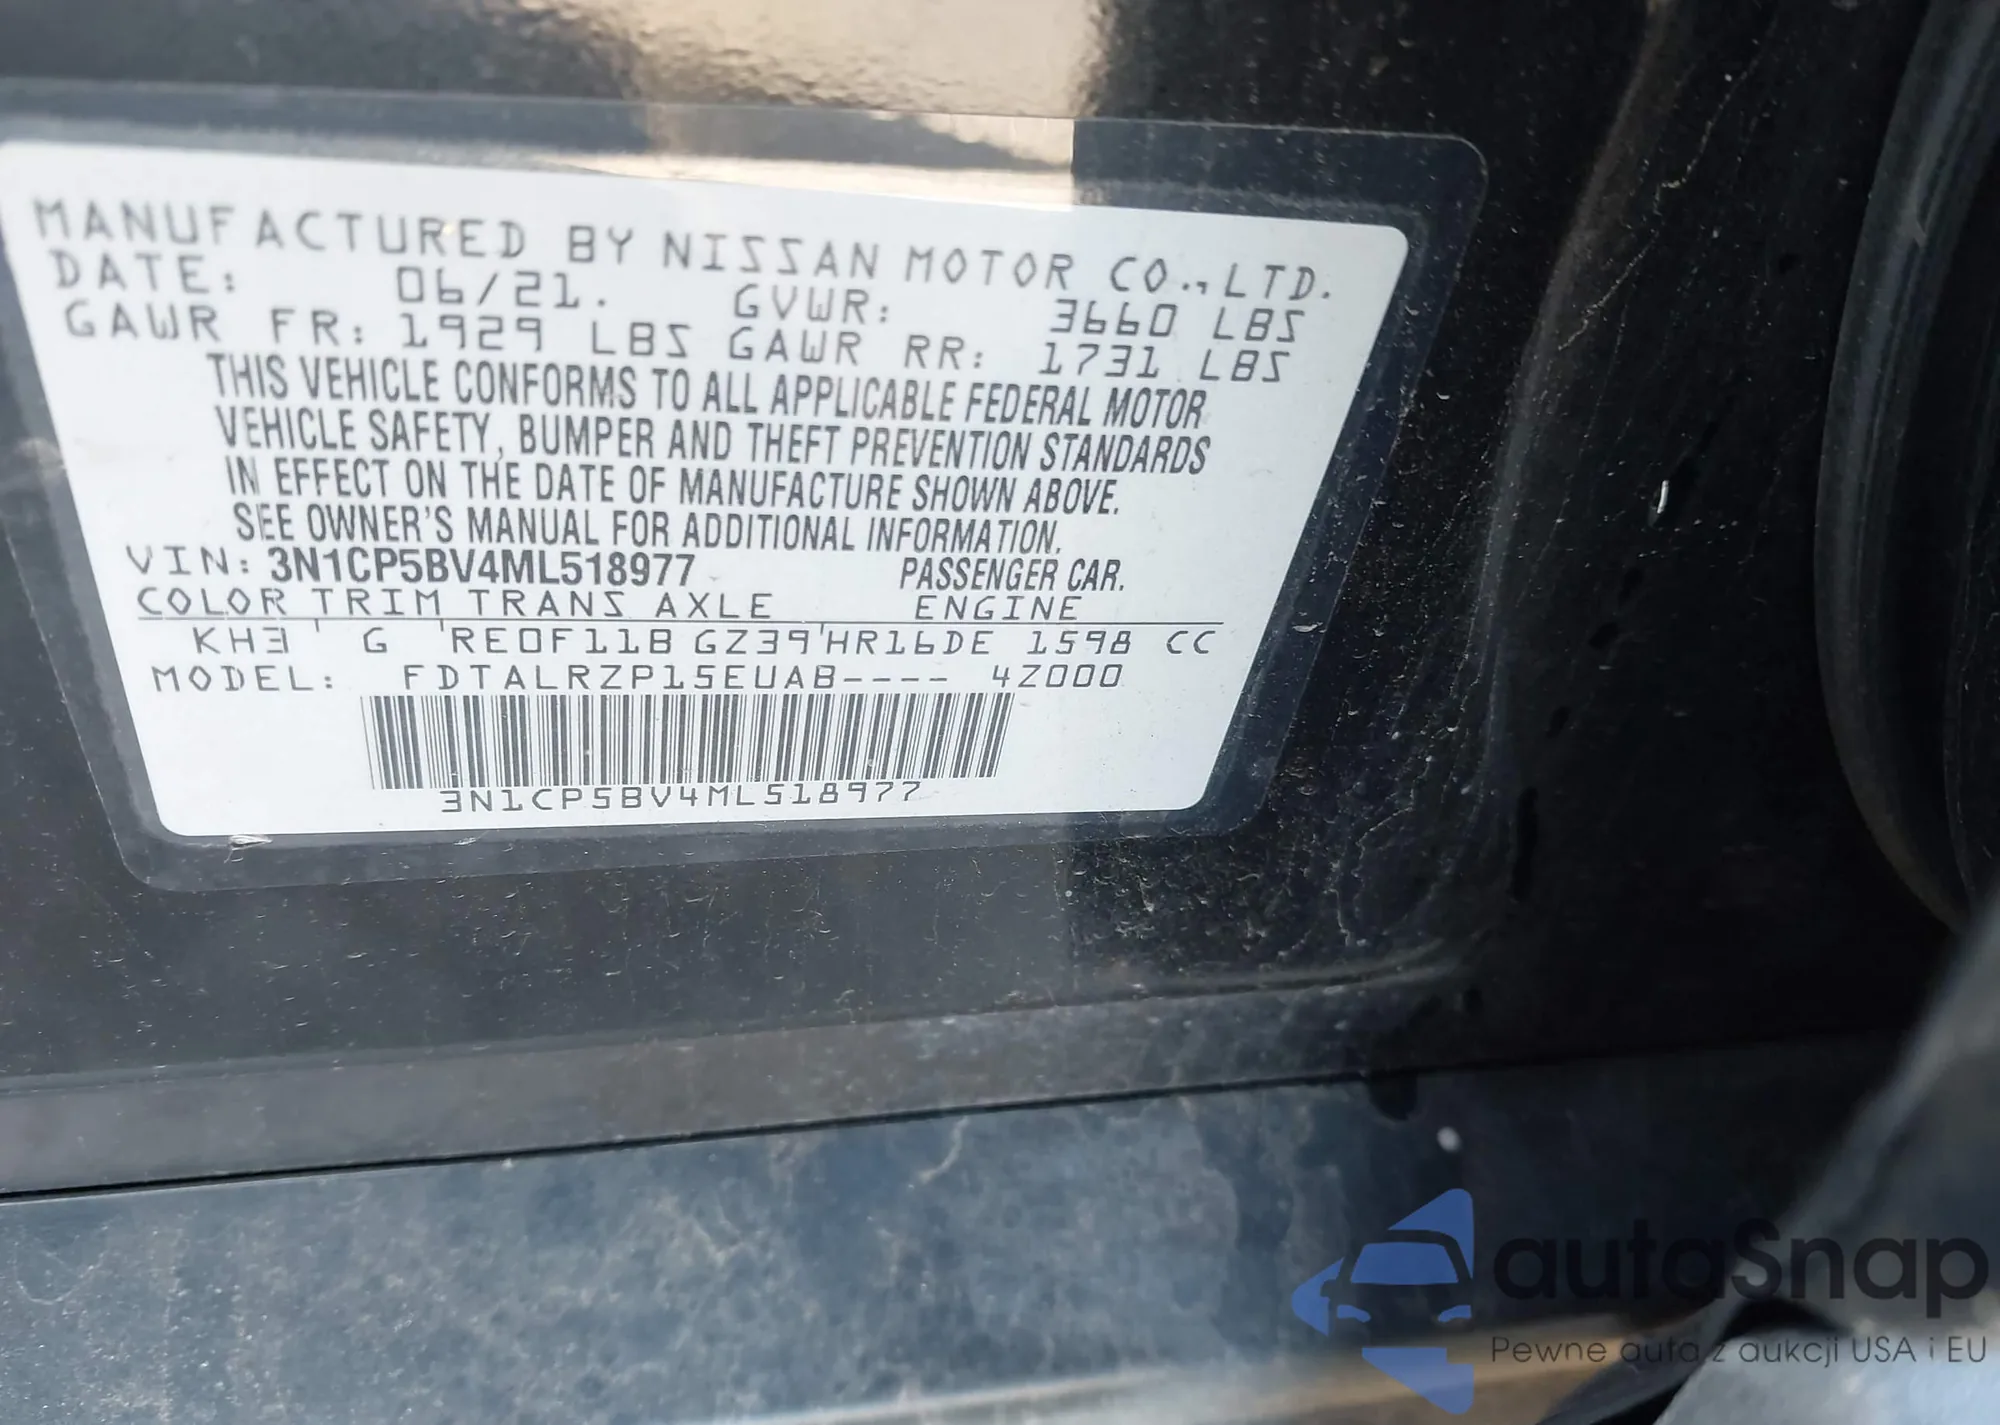 MANUFACTURED BY NISSAN MOTOR CO., LTD.
DATE: 06/21. GVWR: 3660 LBS
GAWR FR: 1929 LBS GAWR RR: 1731 LBS
THIS VEHICLE CONFORMS TO ALL APPLICABLE FEDERAL MOTOR
VEHICLE SAFETY, BUMPER AND THEFT PREVENTION STANDARDS
IN EFFECT ON THE DATE OF MANUFACTURE SHOWN ABOVE.
SEE OWNER'S MANUAL FOR ADDITIONAL INFORMATION.
VIN: 3N1CP5BV4ML518977 PASSENGER CAR.
COLOR TRIM TRANS AXLE ENGINE
KH3 ' G 'RE0F11B GZ39'HR16DE 1598 CC
MODEL: FDTALRZP15EUAB---- 4Z000
3N1CP5BV4ML518977
autaSnap
Pewne auta z aukcji USA i EU